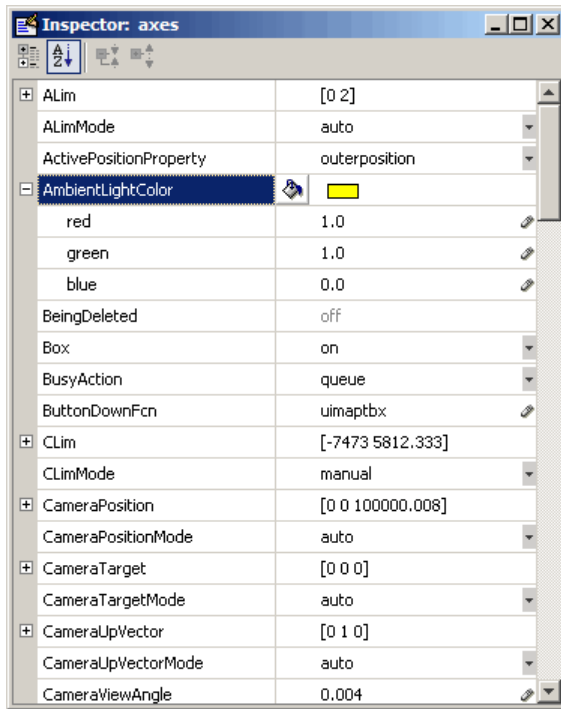 Inspector: axes
ALim [0 2]
ALimMode auto
ActivePositionProperty outerposition
AmbientLightColor
red 1.0
green 1.0
blue 0.0
BeingDeleted off
Box on
BusyAction queue
ButtonDownFcn uimaptbx
CLim [-7473 5812.333]
CLimMode manual
CameraPosition [0 0 100000.008]
CameraPositionMode auto
CameraTarget [0 0 0]
CameraTargetMode auto
CameraUpVector [0 1 0]
CameraUpVectorMode auto
CameraViewAngle 0.004